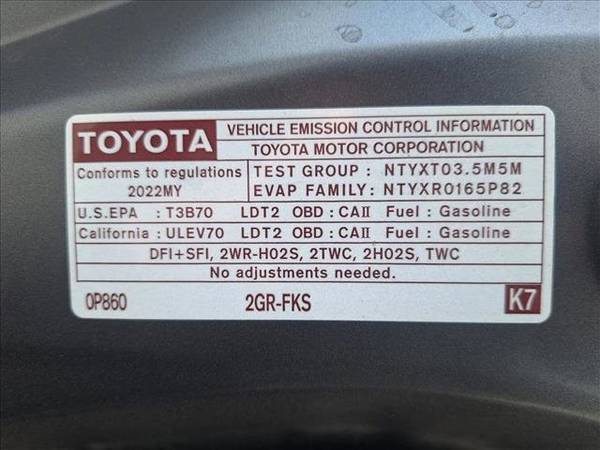 TOYOTA
VEHICLE EMISSION CONTROL INFORMATION
TOYOTA MOTOR CORPORATION
Conforms to regulations
2022MY
TEST GROUP : NTYXT03.5M5M
EVAP FAMILY: NTYXR0165P82
U.S.EPA : T3B70 LDT2 OBD : CAII Fuel : Gasoline
California : ULEV70 LDT2 OBD : CAII Fuel : Gasoline
DFI+SFI, 2WR-HO2S, 2TWC, 2HO2S, TWC
No adjustments needed.
0P860 2GR-FKS K7